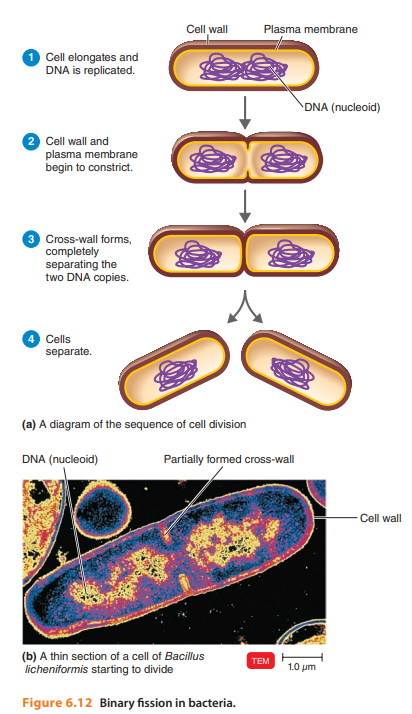 Cell wall
Plasma membrane
1 Cell elongates and
DNA is replicated.
DNA (nucleoid)
2 Cell wall and
plasma membrane
begin to constrict.
3 Cross-wall forms,
completely
separating the
two DNA copies.
4 Cells
separate.
(a) A diagram of the sequence of cell division
DNA (nucleoid)
Partially formed cross-wall
Cell wall
(b) A thin section of a cell of Bacillus
licheniformis starting to divide
TEM
1.0 µm
Figure 6.12 Binary fission in bacteria.